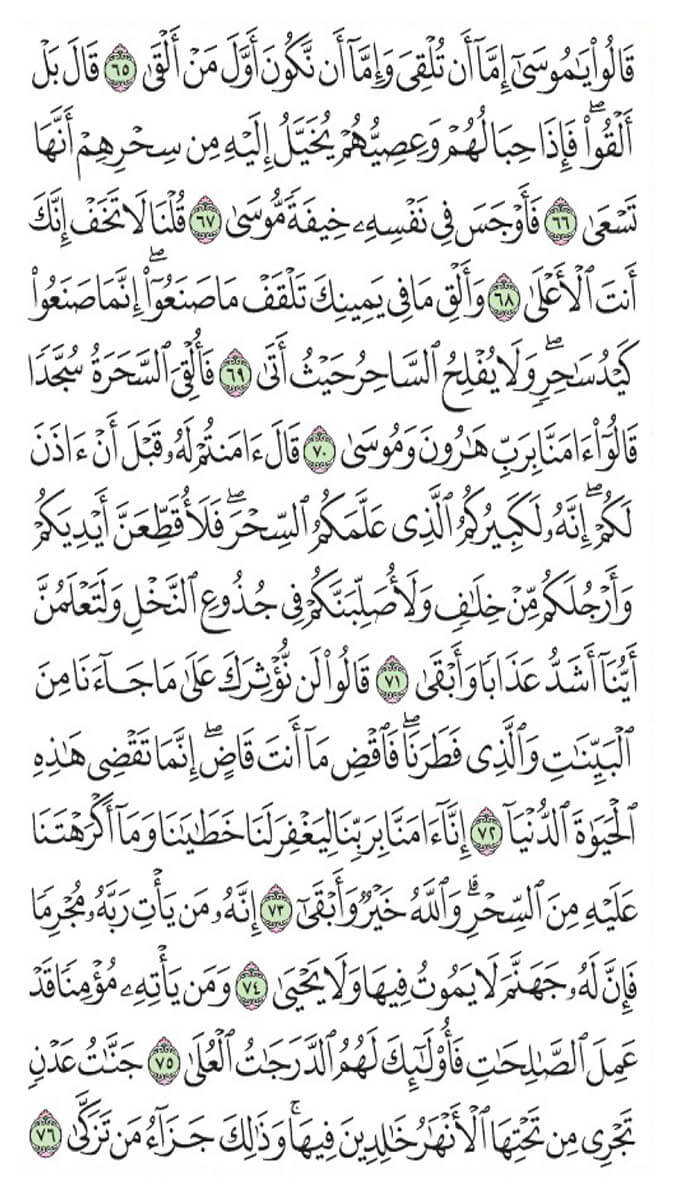 قَالُوا۟ يَـٰمُوسَىٰٓ إِمَّآ أَن تُلْقِىَ وَإِمَّآ أَن نَّكُونَ أَوَّلَ مَنْ أَلْقَىٰ ٦٥ قَالَ بَلْ
أَلْقُوا۟ ۖ فَإِذَا حِبَالُهُمْ وَعِصِيُّهُمْ يُخَيَّلُ إِلَيْهِ مِن سِحْرِهِمْ أَنَّهَا
تَسْعَىٰ ٦٦ فَأَوْجَسَ فِى نَفْسِهِۦ خِيفَةً مُّوسَىٰ ٦٧ قُلْنَا لَا تَخَفْ إِنَّكَ
أَنتَ ٱلْأَعْلَىٰ ٦٨ وَأَلْقِ مَا فِى يَمِينِكَ تَلْقَفْ مَا صَنَعُوٓا۟ ۖ إِنَّمَا صَنَعُوا۟
كَيْدُ سَـٰحِرٍ ۖ وَلَا يُفْلِحُ ٱلسَّاحِرُ حَيْثُ أَتَىٰ ٦٩ فَأُلْقِىَ ٱلسَّحَرَةُ سُجَّدًا
قَالُوٓا۟ ءَامَنَّا بِرَبِّ هَـٰرُونَ وَمُوسَىٰ ٧٠ قَالَ ءَامَنتُمْ لَهُۥ قَبْلَ أَنْ ءَاذَنَ
لَكُمْ ۖ إِنَّهُۥ لَكَبِيرُكُمُ ٱلَّذِى عَلَّمَكُمُ ٱلسِّحْرَ ۖ فَلَأُقَطِّعَنَّ أَيْدِيَكُمْ
وَأَرْجُلَكُم مِّنْ خِلَـٰفٍ وَلَأُصَلِّبَنَّكُمْ فِى جُذُوعِ ٱلنَّخْلِ وَلَتَعْلَمُنَّ
أَيُّنَآ أَشَدُّ عَذَابًا وَأَبْقَىٰ ٧١ قَالُوا۟ لَن نُّؤْثِرَكَ عَلَىٰ مَا جَآءَنَا مِنَ
ٱلْبَيِّنَـٰتِ وَٱلَّذِى فَطَرَنَا ۖ فَٱقْضِ مَآ أَنتَ قَاضٍ ۖ إِنَّمَا تَقْضِى هَـٰذِهِ
ٱلْحَيَوٰةَ ٱلدُّنْيَآ ٧٢ إِنَّآ ءَامَنَّا بِرَبِّنَا لِيَغْفِرَ لَنَا خَطَـٰيَـٰنَا وَمَآ أَكْرَهْتَنَا
عَلَيْهِ مِنَ ٱلسِّحْرِ ۗ وَٱللَّهُ خَيْرٌ وَأَبْقَىٰٓ ٧٣ إِنَّهُۥ مَن يَأْتِ رَبَّهُۥ مُجْرِمًا
فَإِنَّ لَهُۥ جَهَنَّمَ لَا يَمُوتُ فِيهَا وَلَا يَحْيَىٰ ٧٤ وَمَن يَأْتِهِۦ مُؤْمِنًا قَدْ
عَمِلَ ٱلصَّـٰلِحَـٰتِ فَأُو۟لَـٰٓئِكَ لَهُمُ ٱلدَّرَجَـٰتُ ٱلْعُلَىٰ ٧٥ جَنَّـٰتُ عَدْنٍ
تَجْرِى مِن تَحْتِهَا ٱلْأَنْهَـٰرُ خَـٰلِدِينَ فِيهَا ۚ وَذَٰلِكَ جَزَآءُ مَن تَزَكَّىٰ ٧٦